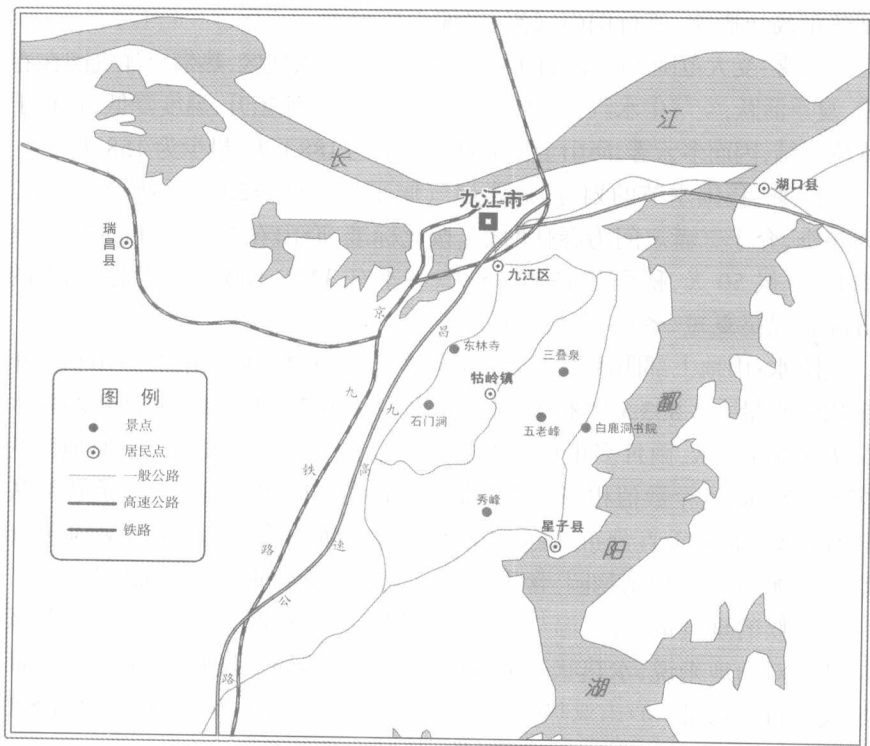 长
江
九江市
湖口县
瑞昌县
九江区
东林寺
三叠泉
牯岭镇
石门涧
五老峰
白鹿洞书院
秀峰
星子县
京九铁路
昌九高速公路
鄱阳湖
图 例
景点
居民点
一般公路
高速公路
铁路